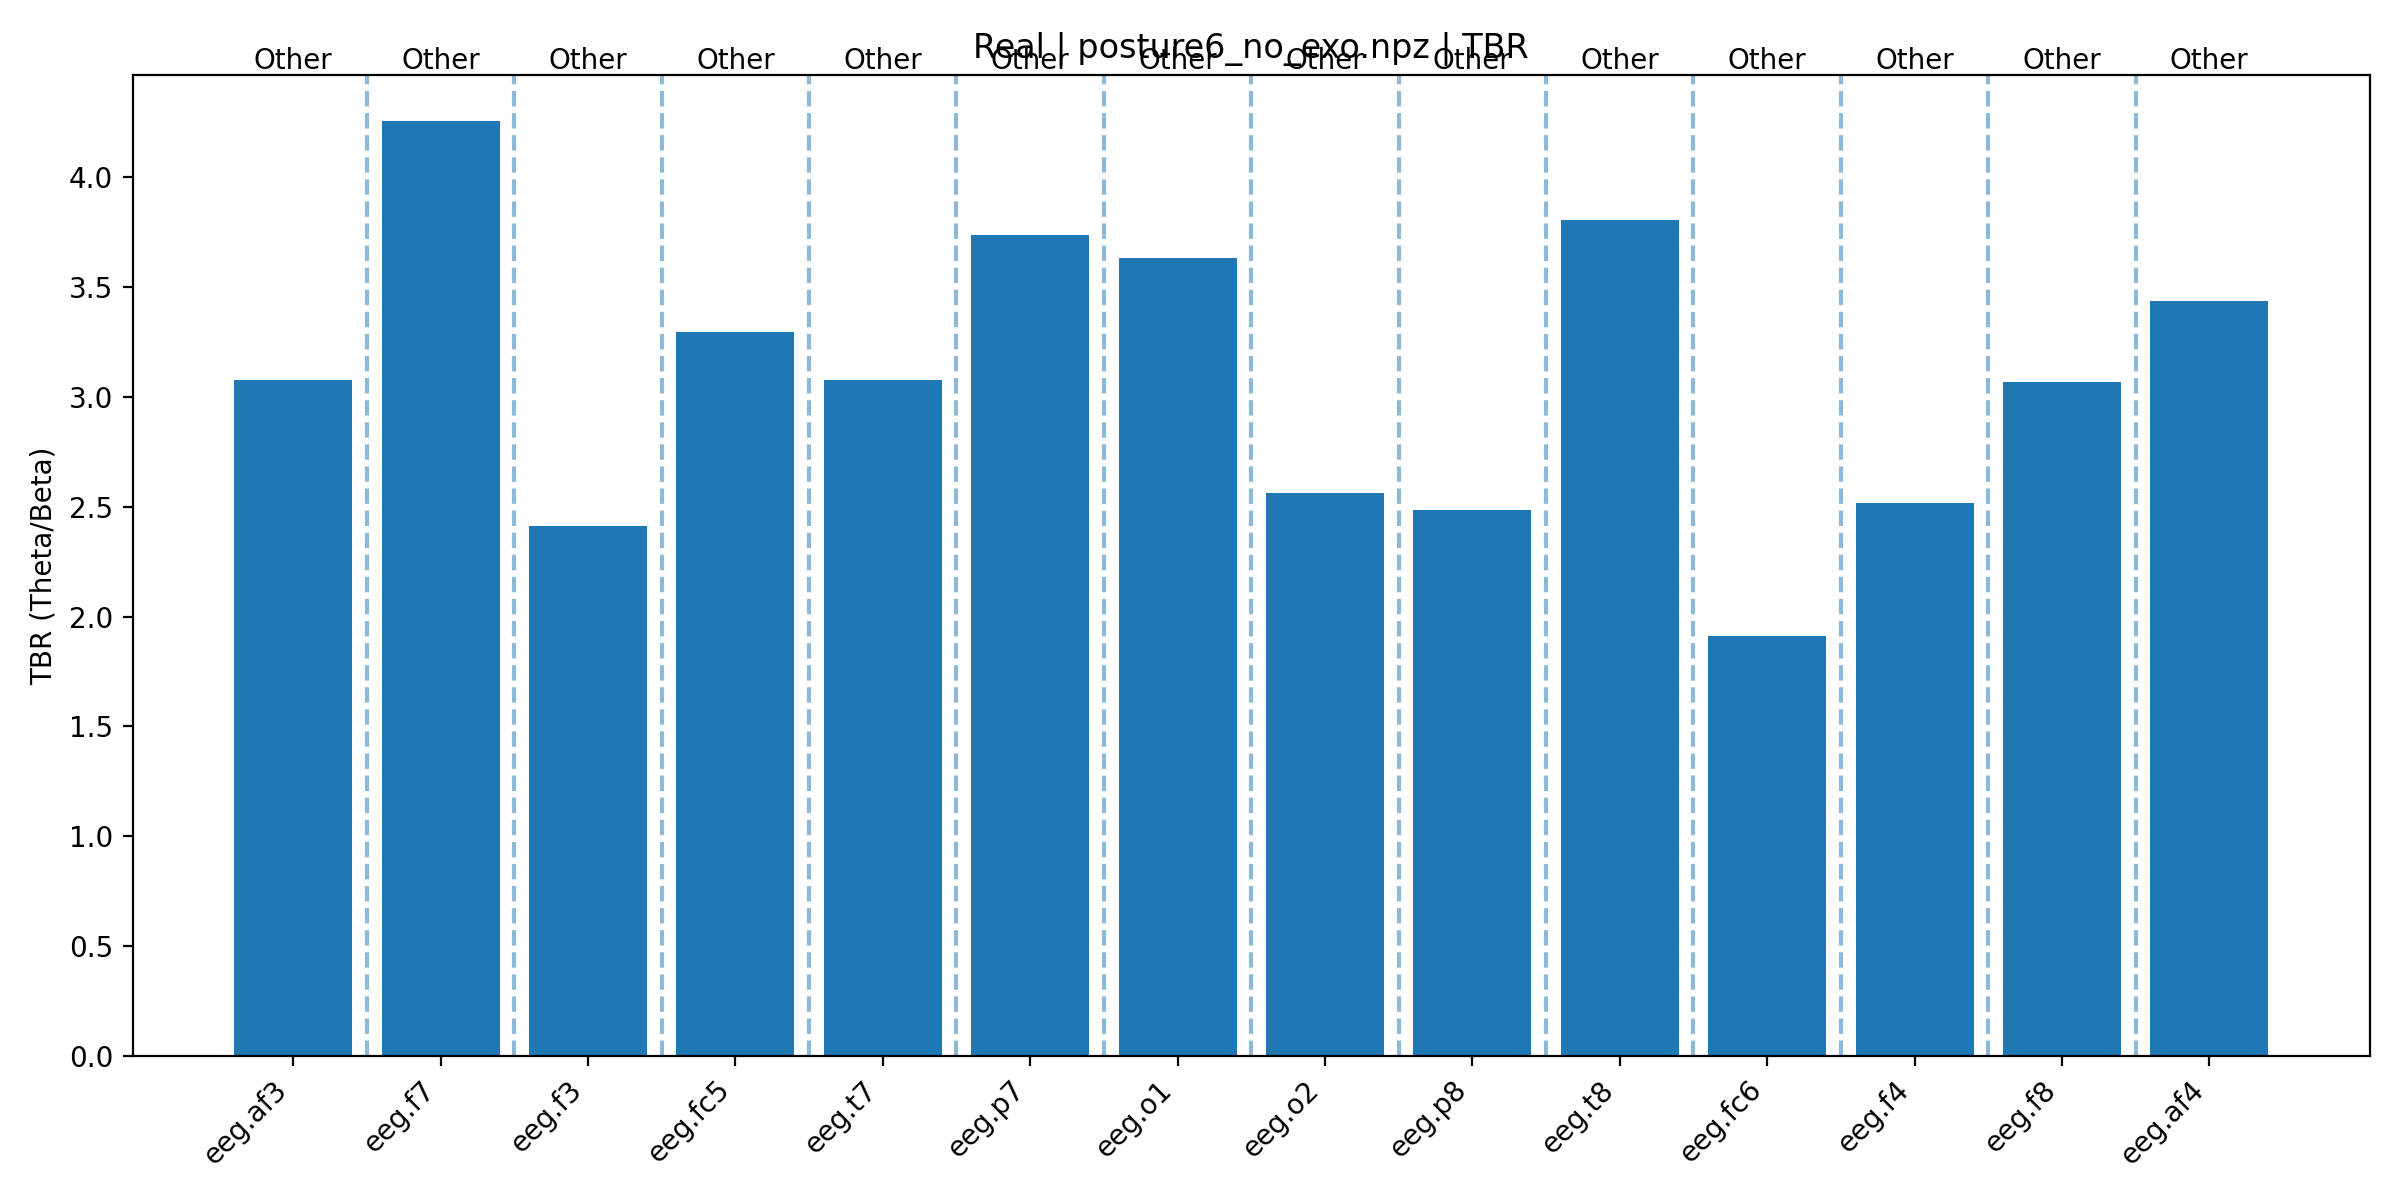 Real | posture6_no_exo.npz | TBR
Other Other Other Other Other Other Other Other Other Other Other Other Other Other
TBR (Theta/Beta)
4.0
3.5
3.0
2.5
2.0
1.5
1.0
0.5
0.0
eeg.af3 eeg.f7 eeg.f3 eeg.fc5 eeg.t7 eeg.p7 eeg.o1 eeg.o2 eeg.p8 eeg.t8 eeg.fc6 eeg.f4 eeg.f8 eeg.af4